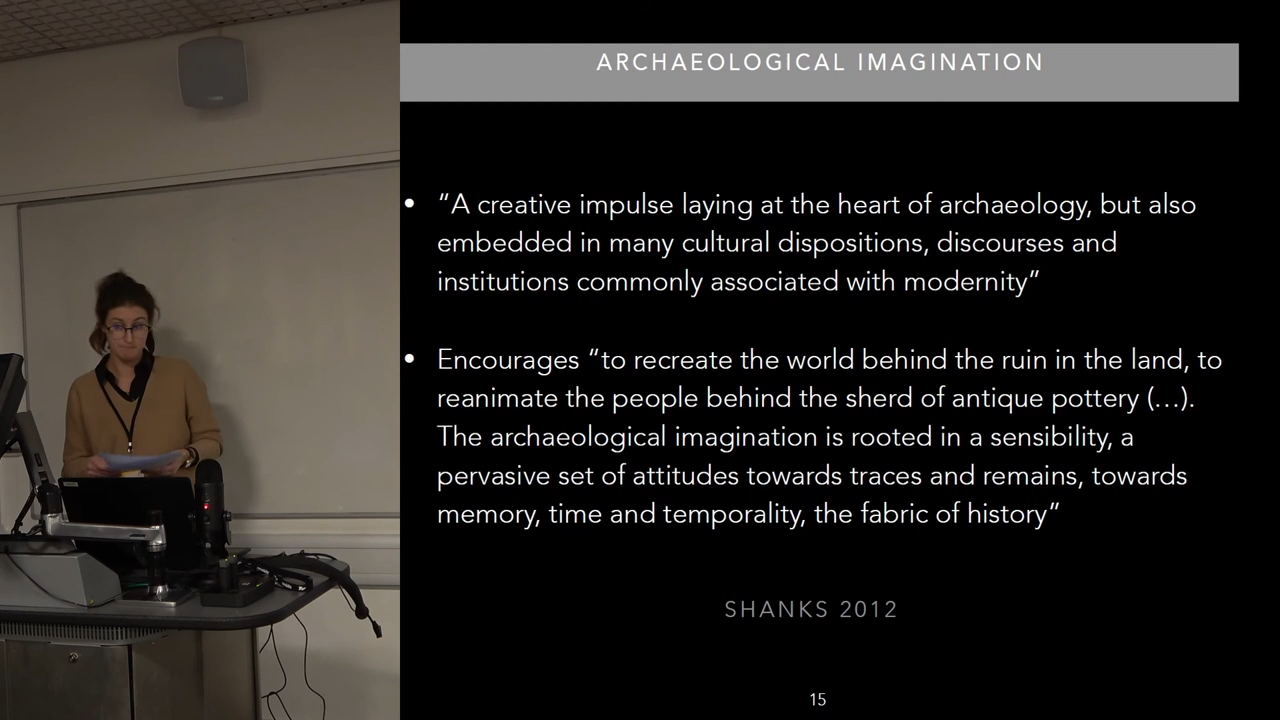 ARCHAEOLOGICAL IMAGINATION
• “A creative impulse laying at the heart of archaeology, but also
embedded in many cultural dispositions, discourses and
institutions commonly associated with modernity”
• Encourages “to recreate the world behind the ruin in the land, to
reanimate the people behind the sherd of antique pottery (…).
The archaeological imagination is rooted in a sensibility, a
pervasive set of attitudes towards traces and remains, towards
memory, time and temporality, the fabric of history”
SHANKS 2012
15